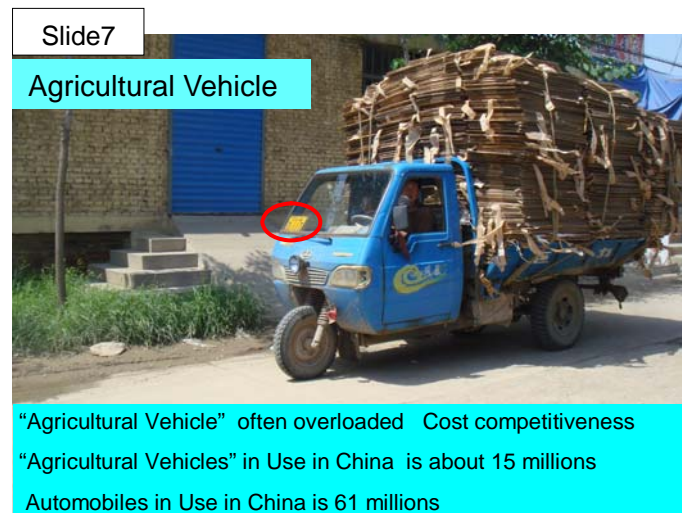 Slide7
Agricultural Vehicle
“Agricultural Vehicle” often overloaded Cost competitiveness
“Agricultural Vehicles” in Use in China is about 15 millions
Automobiles in Use in China is 61 millions